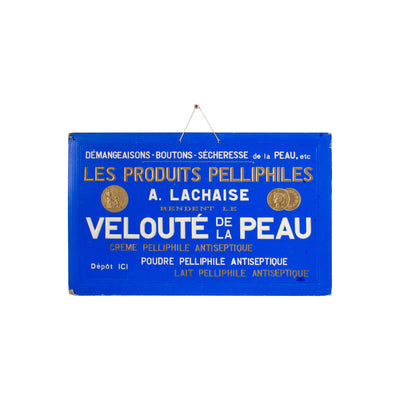 DÉMANGEAISONS-BOUTONS-SÉCHERESSE de la PEAU, etc
LES PRODUITS PELLIPHILES
A. LACHAISE
RENDENT LE
VELOUTÉ DE LA PEAU
CRÈME PELLIPHILE ANTISEPTIQUE
Dépôt ICI
POUDRE PELLIPHILE ANTISEPTIQUE
LAIT PELLIPHILE ANTISEPTIQUE